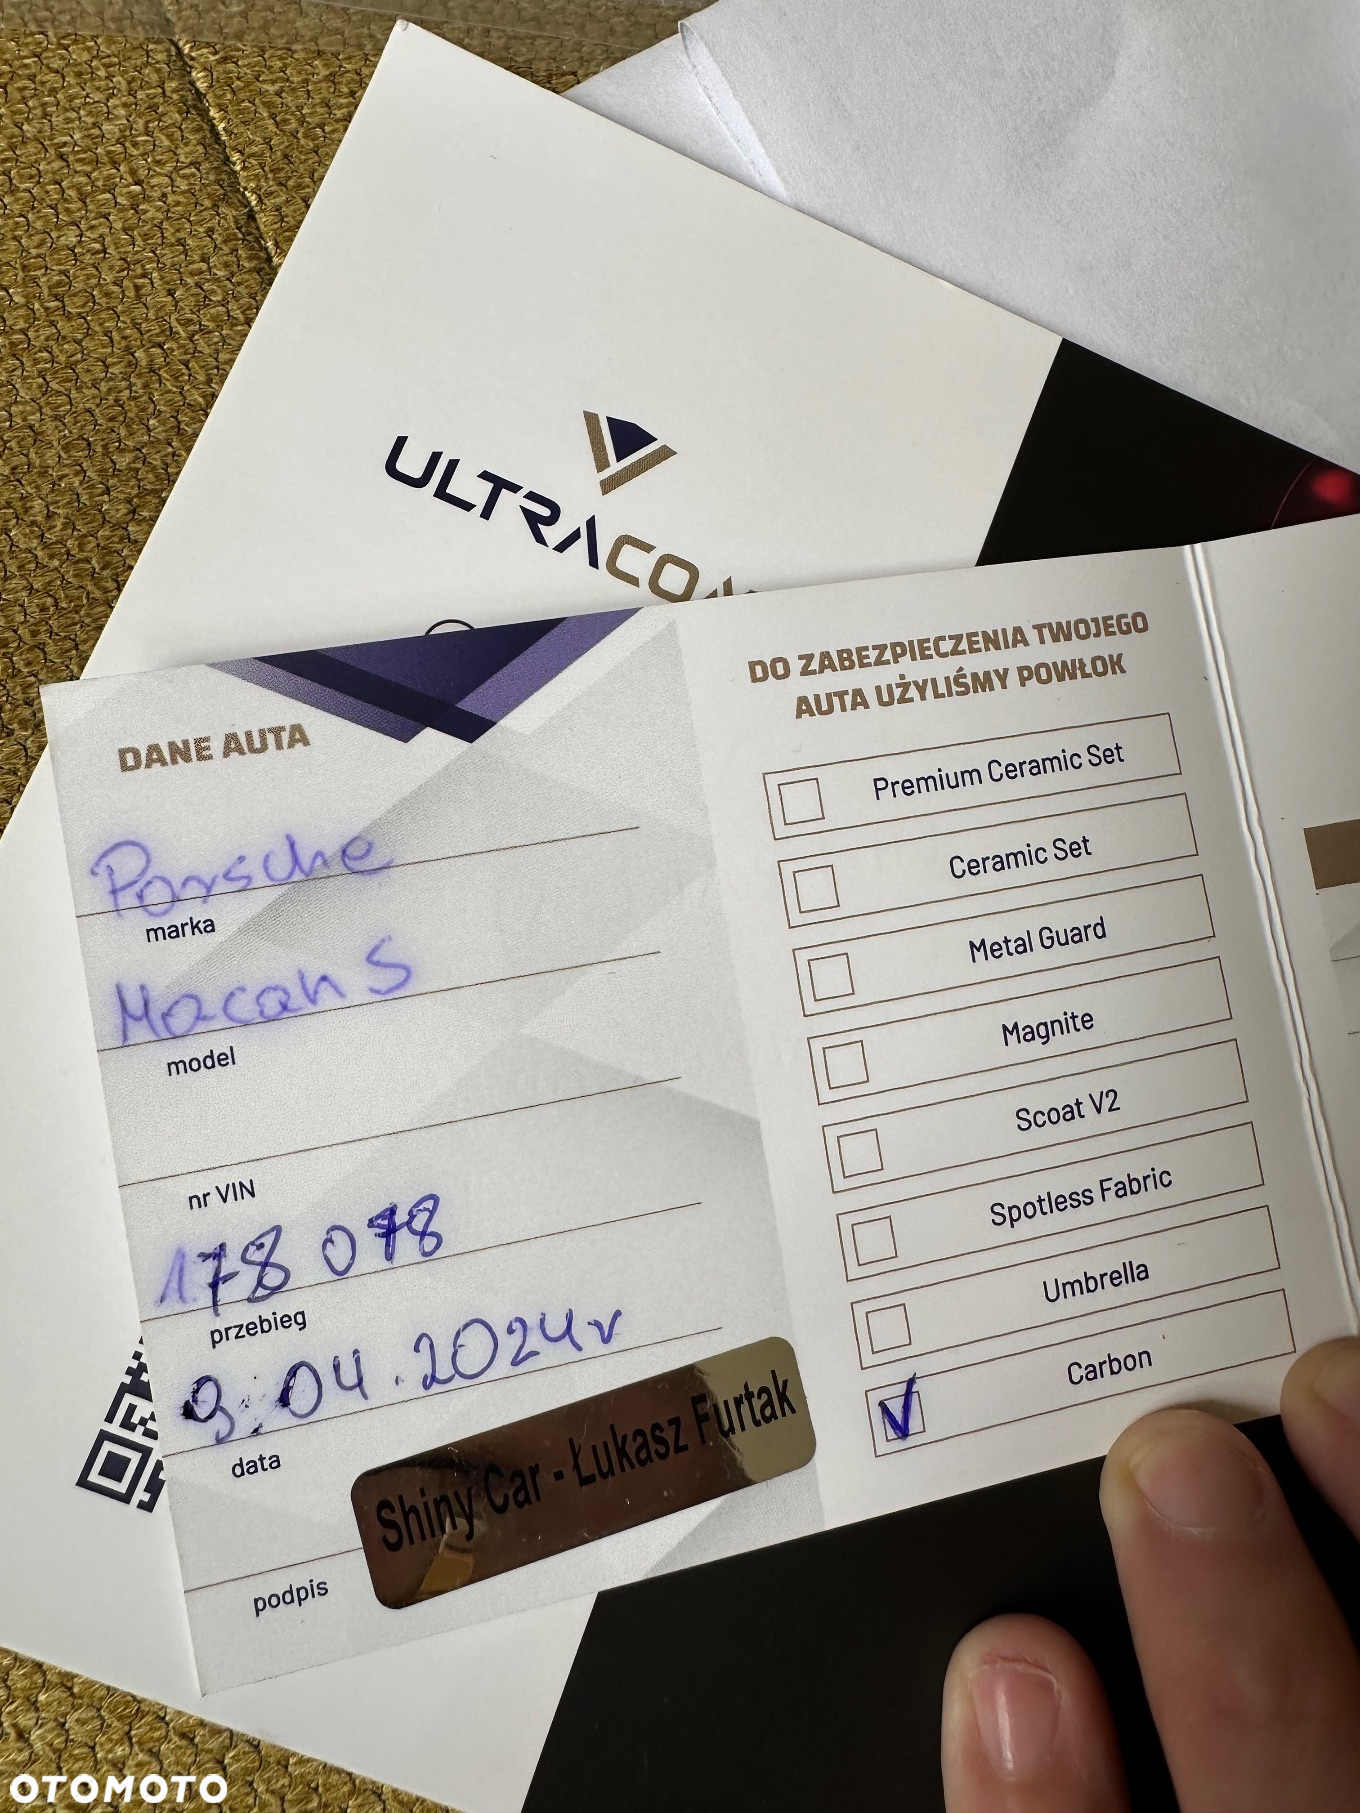 ULTRACO
DANE AUTA
Porsche
marka
Macan S
model
nr VIN
178 078
przebieg
9.04.2024r
data
Shiny Car - Łukasz Furtak
podpis
DO ZABEZPIECZENIA TWOJEGO
AUTA UŻYLIŚMY POWŁOK
Premium Ceramic Set
Ceramic Set
Metal Guard
Magnite
Scoat V2
Spotless Fabric
Umbrella
Carbon
OTOMOTO